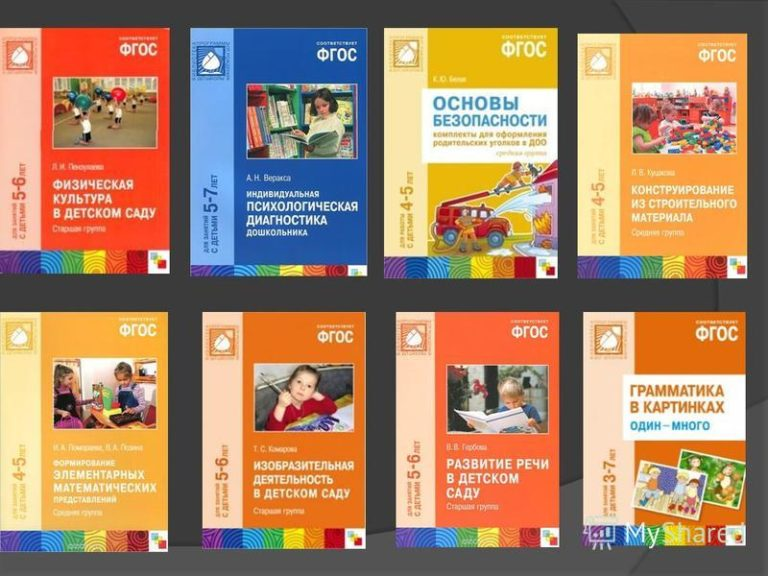 СООТВЕТСТВУЕТ
ФГОС
Л. И. Пензулаева
ФИЗИЧЕСКАЯ
КУЛЬТУРА
В ДЕТСКОМ САДУ
Старшая группа
ДЛЯ ЗАНЯТИЙ
С ДЕТЬМИ 5-6 ЛЕТ
СООТВЕТСТВУЕТ
ФГОС
А. Н. Веракса
ИНДИВИДУАЛЬНАЯ
ПСИХОЛОГИЧЕСКАЯ
ДИАГНОСТИКА
ДОШКОЛЬНИКА
ДЛЯ ЗАНЯТИЙ
С ДЕТЬМИ 5-7 ЛЕТ
СООТВЕТСТВУЕТ
ФГОС
К. Ю. Белая
ОСНОВЫ
БЕЗОПАСНОСТИ
комплекты для оформления
родительских уголков в ДОО
средняя группа
ДЛЯ РАБОТЫ
С ДЕТЬМИ 4-5 ЛЕТ
СООТВЕТСТВУЕТ
ФГОС
Л. В. Куцакова
КОНСТРУИРОВАНИЕ
ИЗ СТРОИТЕЛЬНОГО
МАТЕРИАЛА
Средняя группа
ДЛЯ ЗАНЯТИЙ
С ДЕТЬМИ 4-5 ЛЕТ
СООТВЕТСТВУЕТ
ФГОС
И. А. Помораева, В. А. Позина
ФОРМИРОВАНИЕ
ЭЛЕМЕНТАРНЫХ
МАТЕМАТИЧЕСКИХ
ПРЕДСТАВЛЕНИЙ
Средняя группа
ДЛЯ ЗАНЯТИЙ
С ДЕТЬМИ 4-5 ЛЕТ
СООТВЕТСТВУЕТ
ФГОС
Т. С. Комарова
ИЗОБРАЗИТЕЛЬНАЯ
ДЕЯТЕЛЬНОСТЬ
В ДЕТСКОМ САДУ
Старшая группа
ДЛЯ ЗАНЯТИЙ
С ДЕТЬМИ 5-6 ЛЕТ
СООТВЕТСТВУЕТ
ФГОС
В. В. Гербова
РАЗВИТИЕ РЕЧИ
В ДЕТСКОМ
САДУ
Старшая группа
ДЛЯ ЗАНЯТИЙ
С ДЕТЬМИ 5-6 ЛЕТ
СООТВЕТСТВУЕТ
ФГОС
ГРАММАТИКА
В КАРТИНКАХ
ОДИН – МНОГО
ДЛЯ ЗАНЯТИЙ
С ДЕТЬМИ 3-7 ЛЕТ
MyShared